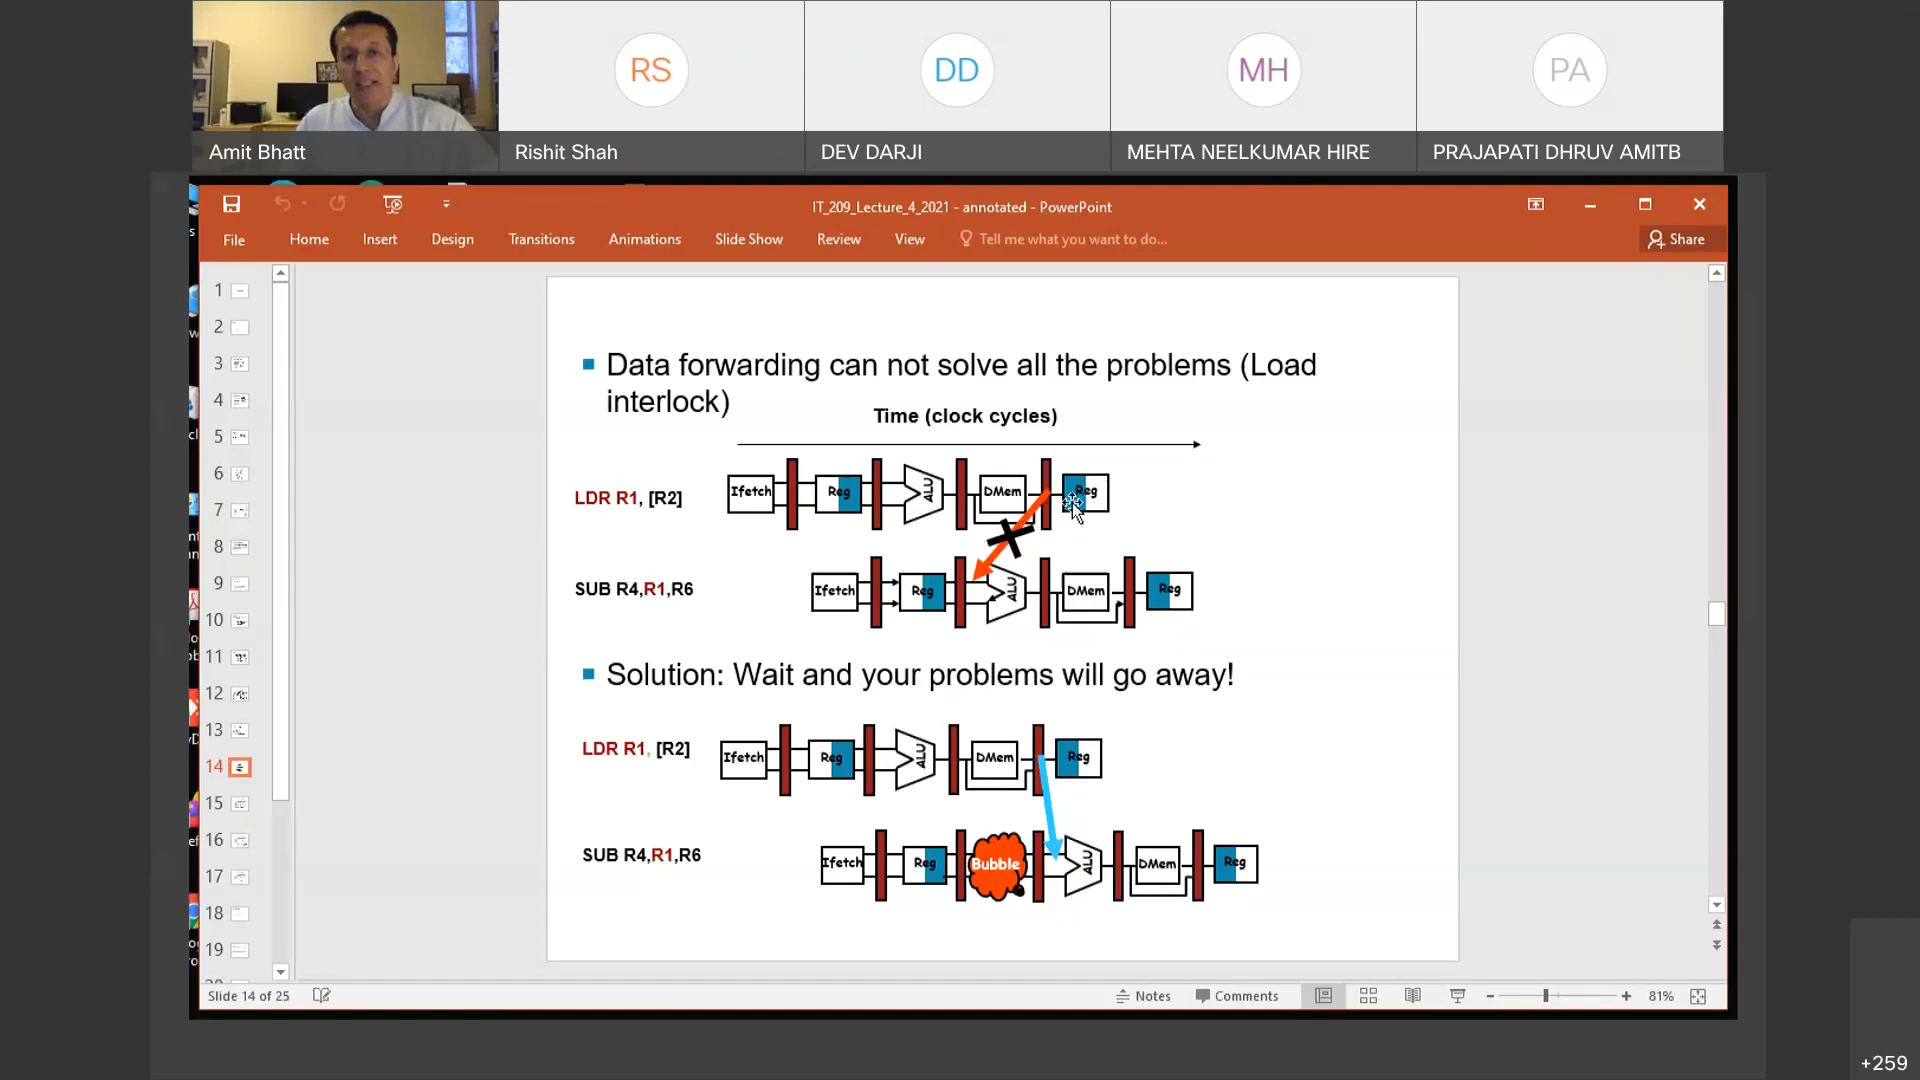 RS
DD
MH
PA
Amit Bhatt
Rishit Shah
DEV DARJI
MEHTA NEELKUMAR HIRE
PRAJAPATI DHRUV AMITB
IT_209_Lecture_4_2021 - annotated - PowerPoint
File
Home
Insert
Design
Transitions
Animations
Slide Show
Review
View
Tell me what you want to do...
Share
1
2
3
4
5
6
7
8
9
10
11
12
13
14
15
16
17
18
19
Data forwarding can not solve all the problems (Load
interlock)
Time (clock cycles)
LDR R1, [R2]
Ifetch
Reg
ALU
DMem
Reg
SUB R4,R1,R6
Ifetch
Reg
ALU
DMem
Reg
Solution: Wait and your problems will go away!
LDR R1, [R2]
Ifetch
Reg
ALU
DMem
Reg
SUB R4,R1,R6
Ifetch
Reg
Bubble
ALU
DMem
Reg
Slide 14 of 25
Notes
Comments
81%
+259